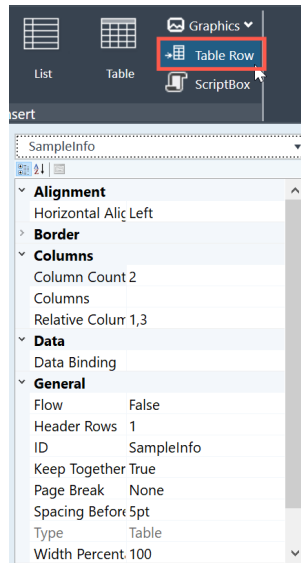 Graphics
List
Table
Table Row
ScriptBox
nsert
SampleInfo
Alignment
Horizontal Alig Left
Border
Columns
Column Count 2
Columns
Relative Colum 1,3
Data
Data Binding
General
Flow False
Header Rows 1
ID SampleInfo
Keep Together True
Page Break None
Spacing Before 5pt
Type Table
Width Percent 100